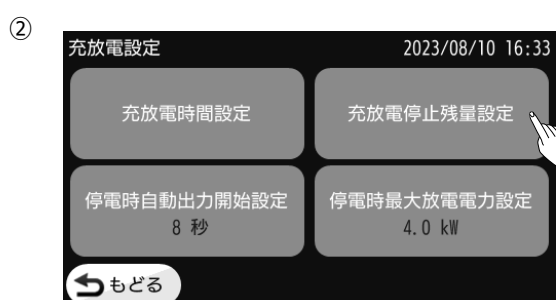 ②
充放電設定 2023/08/10 16:33
充放電時間設定 充放電停止残量設定
停電時自動出力開始設定 停電時最大放電電力設定
8 秒 4.0 kW
もどる